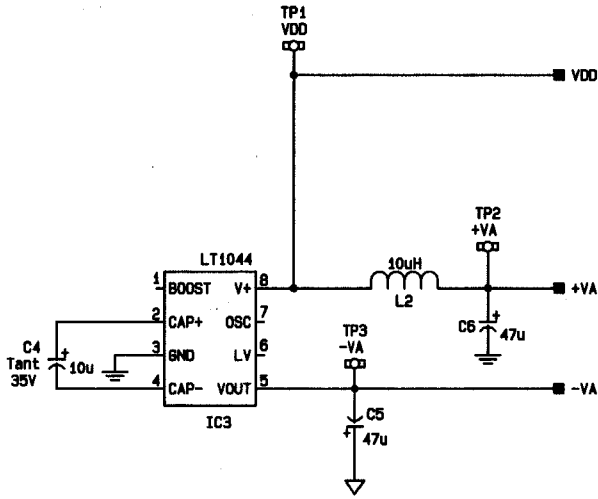 TP1
VDD
VDD
TP2
+VA
LT1044
10uH
1 BOOST V+ 8
+VA
L2
2 CAP+ OSC 7
C6 + 47u
TP3
-VA
C4
Tant
35V
+ 10u
3 GND LV 6
4 CAP- VOUT 5
-VA
IC3
C5
+ 47u